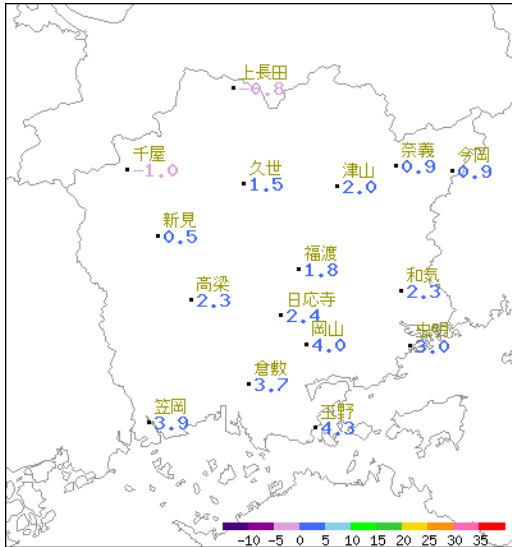 上長田
-0.8
千屋
-1.0
久世
1.5
津山
2.0
奈義
0.9
今岡
0.9
新見
0.5
福渡
1.8
和気
2.3
高梁
2.3
日応寺
2.4
岡山
4.0
虫明
3.0
倉敷
3.7
笠岡
3.9
玉野
4.3
-10 -5 0 5 10 15 20 25 30 35